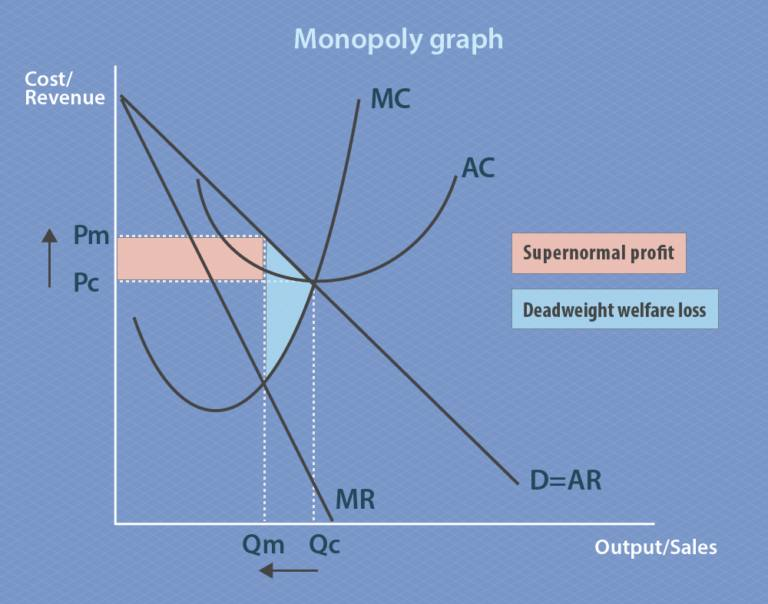 Monopoly graph
Cost/
Revenue
MC
AC
Pm
Pc
Supernormal profit
Deadweight welfare loss
D=AR
MR
Qm
Qc
Output/Sales